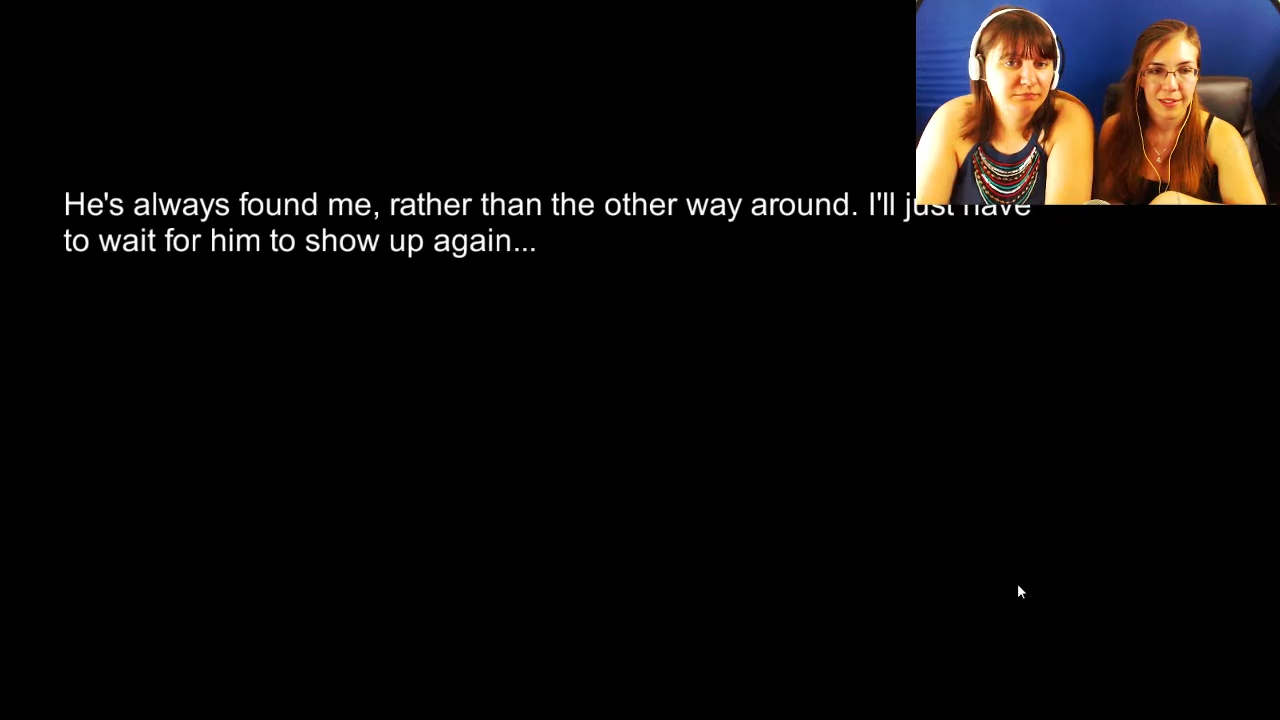 He's always found me, rather than the other way around. I'll just have
to wait for him to show up again...